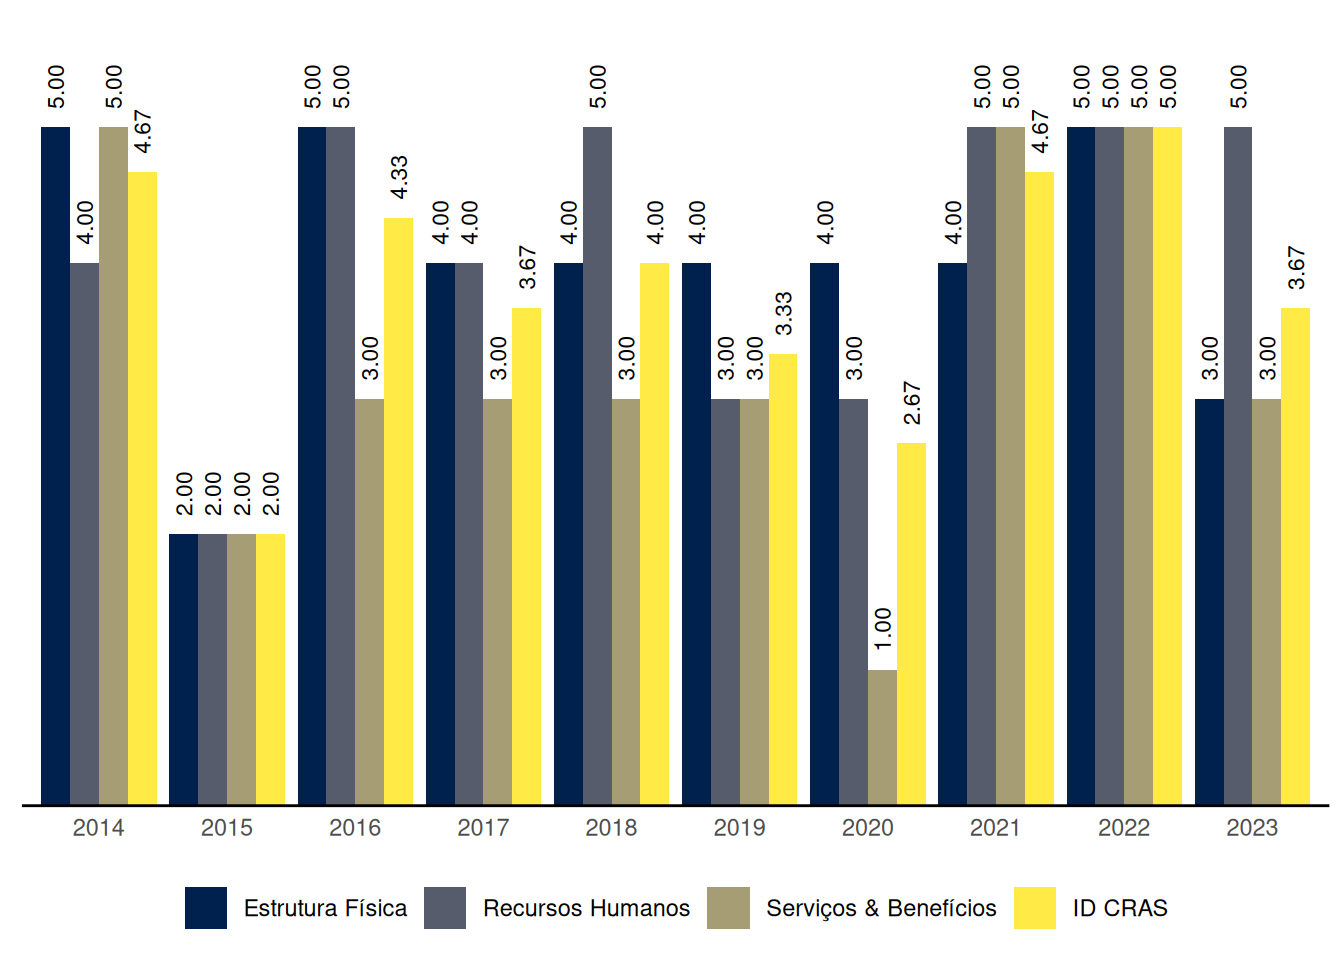 5.00 4.00 5.00 4.67
2.00 2.00 2.00 2.00
5.00 5.00 3.00 4.33
4.00 4.00 3.00 3.67
4.00 5.00 3.00 4.00
4.00 3.00 3.00 3.33
4.00 3.00 1.00 2.67
4.00 5.00 5.00 4.67
5.00 5.00 5.00 5.00
3.00 5.00 3.00 3.67
2014 2015 2016 2017 2018 2019 2020 2021 2022 2023
Estrutura Física Recursos Humanos Serviços & Benefícios ID CRAS